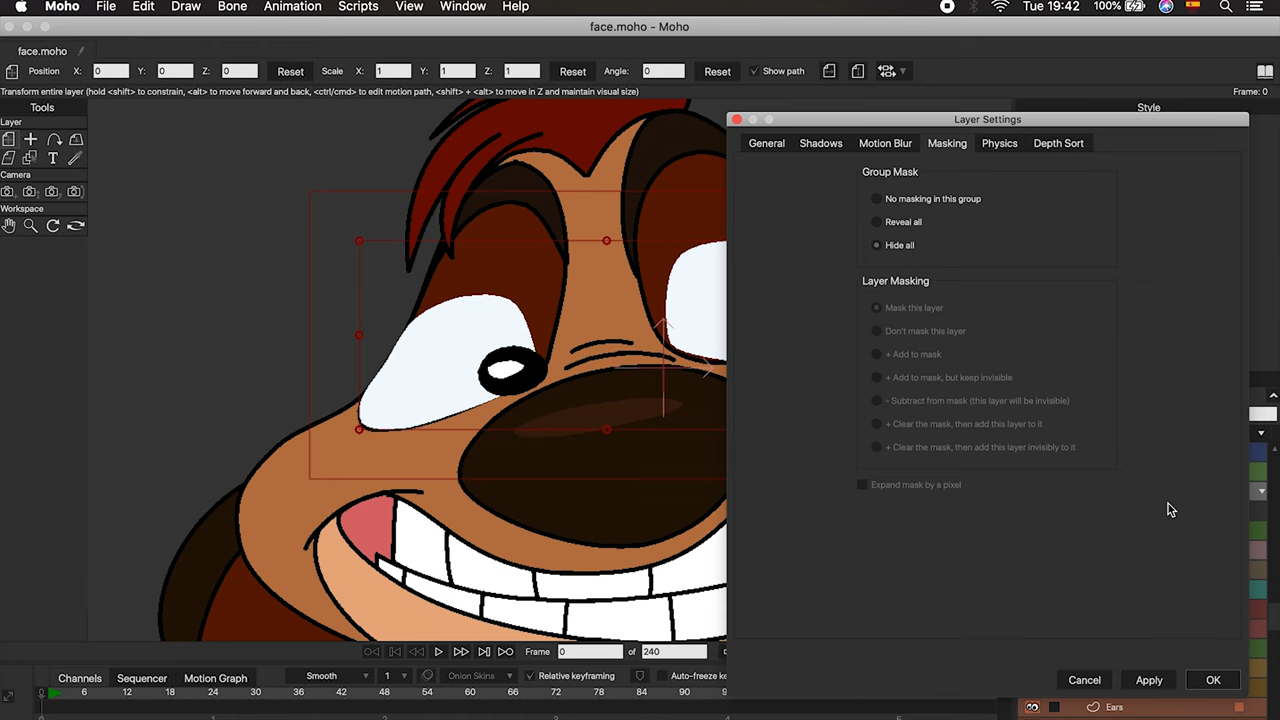 Moho File Edit Draw Bone Animation Scripts View Window Help Tue 19:42 100%
face.moho - Moho
face.moho
Position X: 0 Y: 0 Z: 0 Reset Scale X: 1 Y: 1 Z: 1 Reset Angle: 0 Reset Show path
Transform entire layer (hold <shift> to constrain, <alt> to move forward and back, <ctrl/cmd> to edit motion path, <shift> + <alt> to move in Z and maintain visual size) Frame: 0
Tools
Style
Layer
Camera
Workspace
Layer Settings
General Shadows Motion Blur Masking Physics Depth Sort
Group Mask
No masking in this group
Reveal all
Hide all
Layer Masking
Mask this layer
Don't mask this layer
+ Add to mask
+ Add to mask, but keep invisible
- Subtract from mask (this layer will be invisible)
+ Clear the mask, then add this layer to it
+ Clear the mask, then add this layer invisibly to it
Expand mask by a pixel
Cancel Apply OK
Frame 0 of 240
Channels Sequencer Motion Graph Smooth 1 Onion Skins Relative keyframing Auto-freeze
0 6 12 18 24 30 36 42 48 54 60 66 72 78 84 90
1 2 3 4 5
Ears